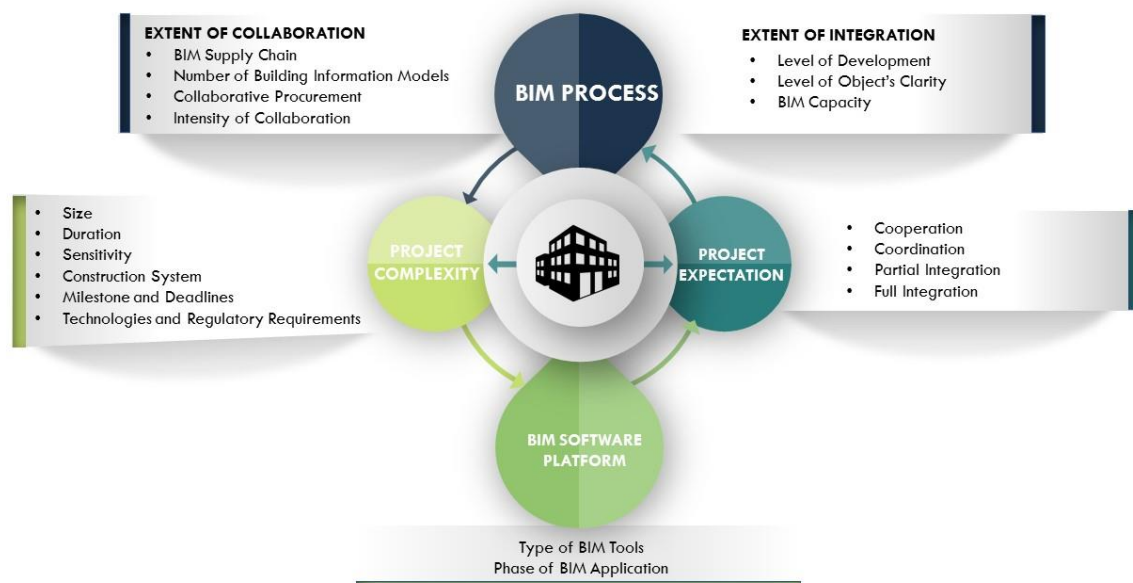 EXTENT OF COLLABORATION
• BIM Supply Chain
• Number of Building Information Models
• Collaborative Procurement
• Intensity of Collaboration
BIM PROCESS
EXTENT OF INTEGRATION
• Level of Development
• Level of Object's Clarity
• BIM Capacity
• Size
• Duration
• Sensitivity
• Construction System
• Milestone and Deadlines
• Technologies and Regulatory Requirements
PROJECT
COMPLEXITY
PROJECT
EXPECTATION
• Cooperation
• Coordination
• Partial Integration
• Full Integration
BIM SOFTWARE
PLATFORM
Type of BIM Tools
Phase of BIM Application